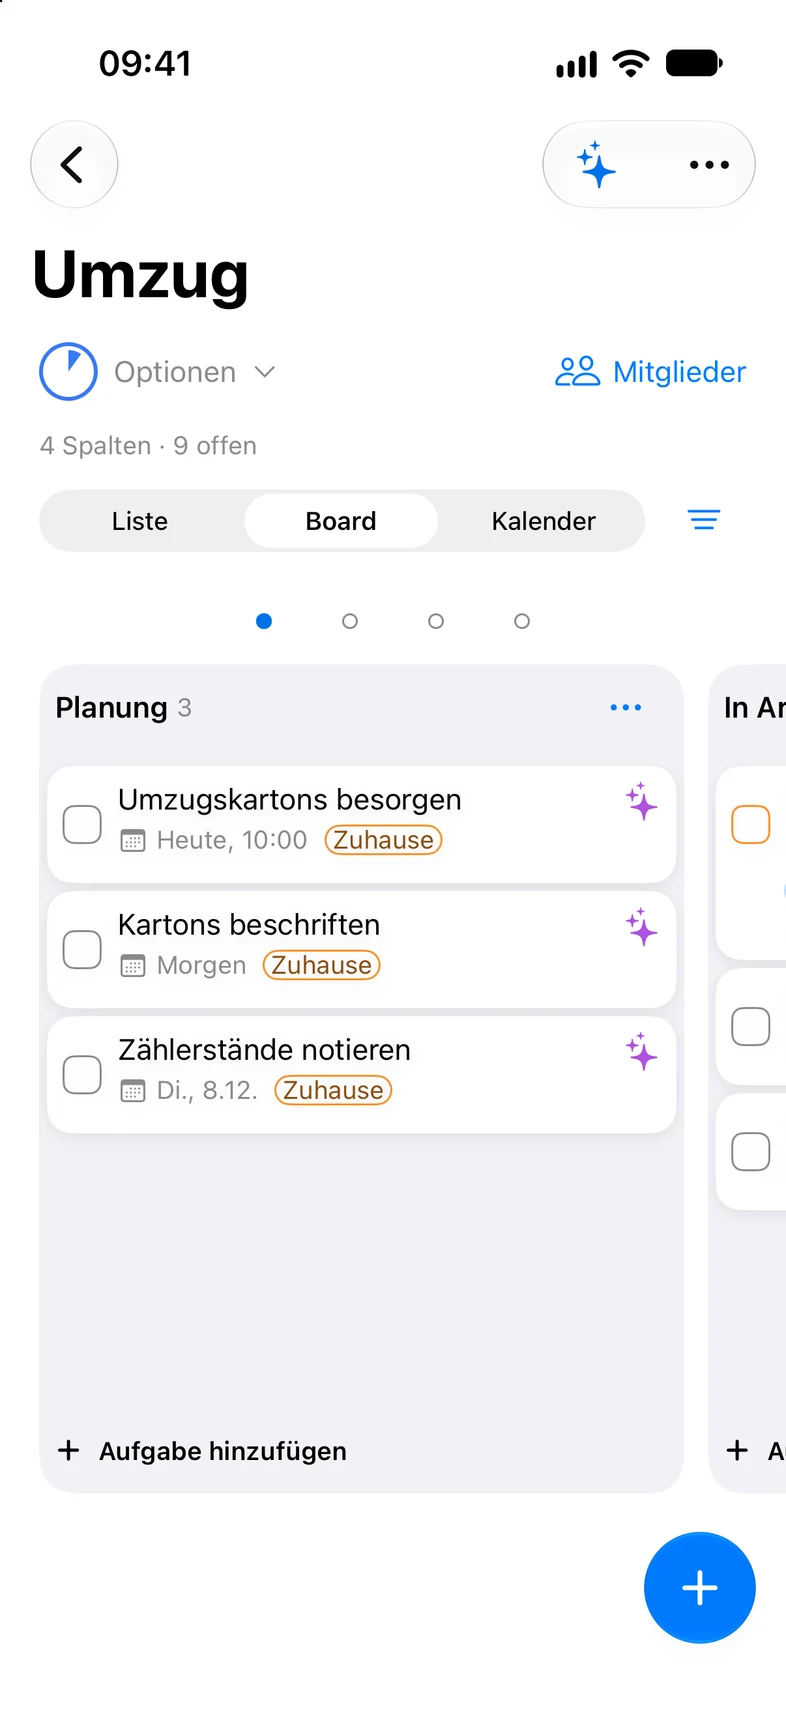 09:41
Umzug
Optionen
Mitglieder
4 Spalten · 9 offen
Liste
Board
Kalender
Planung 3
Umzugskartons besorgen
Heute, 10:00 Zuhause
Kartons beschriften
Morgen Zuhause
Zählerstände notieren
Di., 8.12. Zuhause
Aufgabe hinzufügen
In